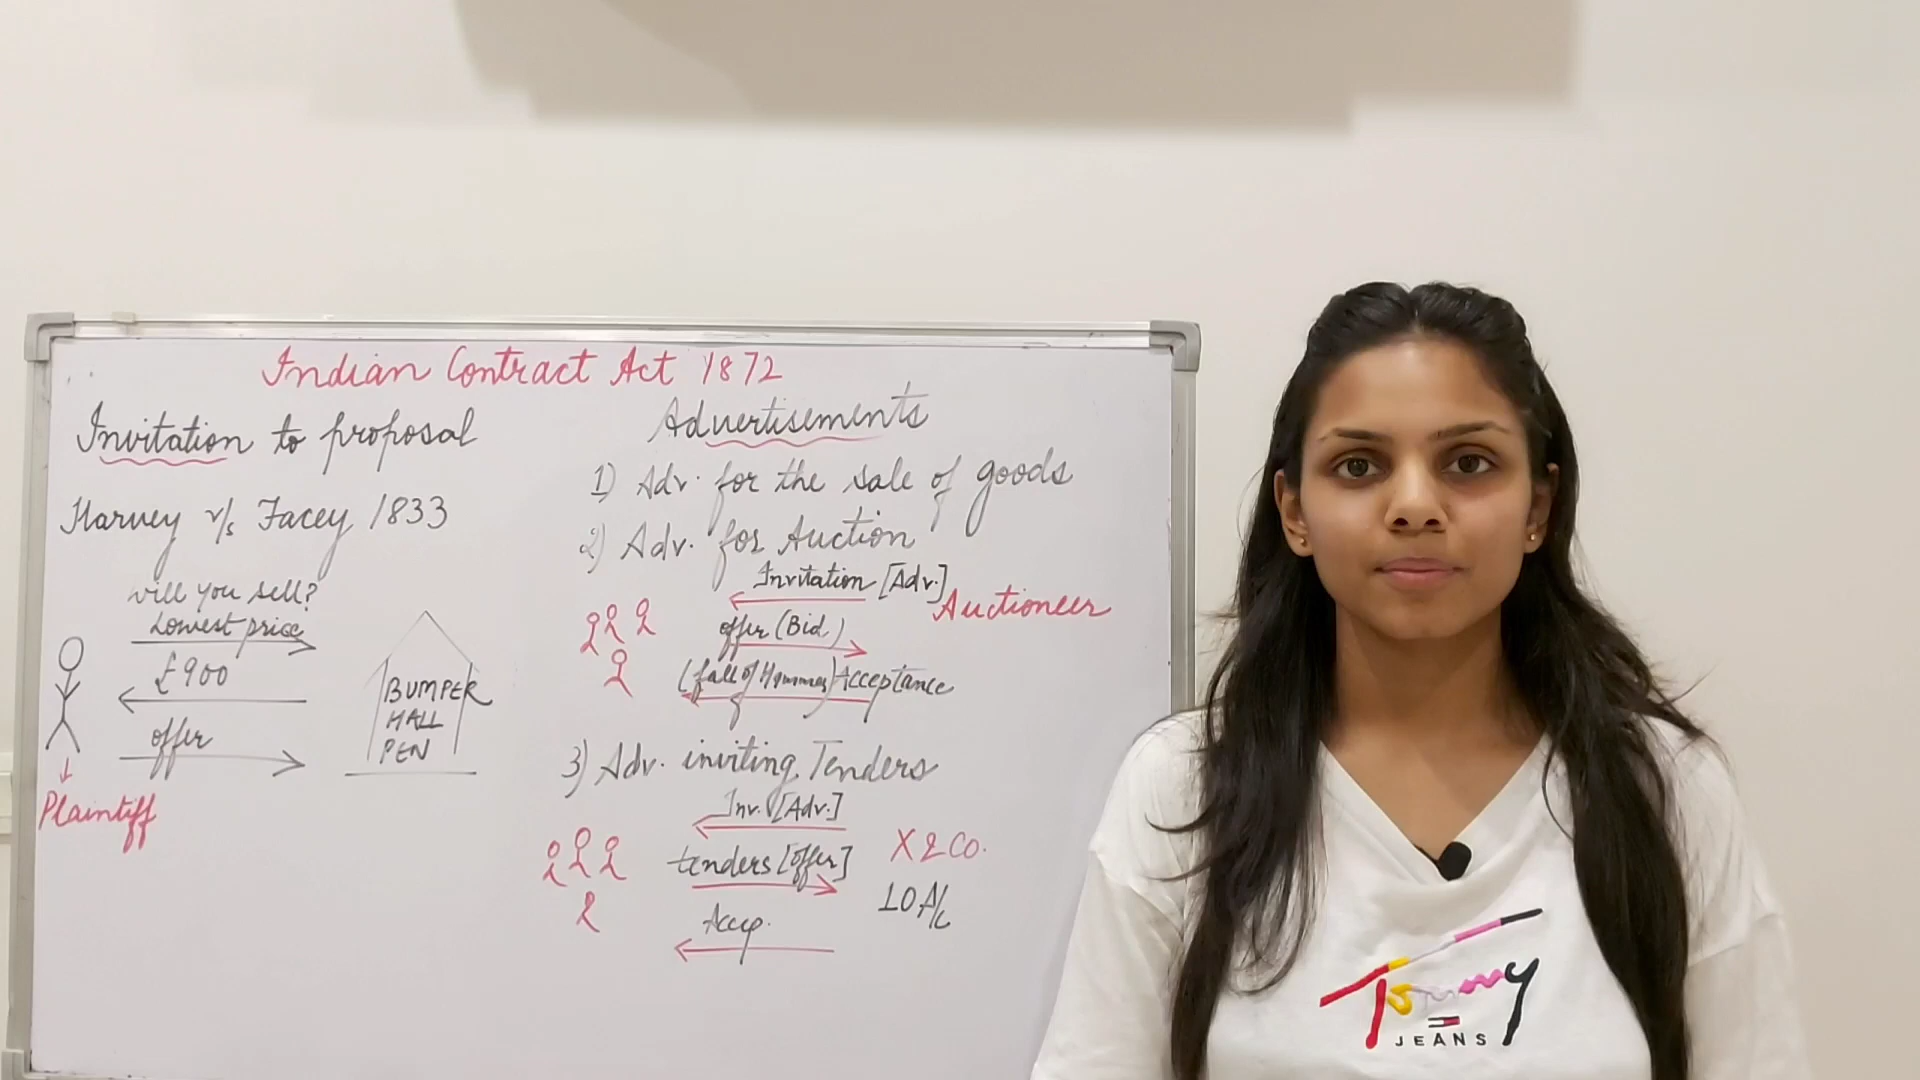 Indian Contract Act 1872
Invitation to proposal
Harvey v/s Facey 1833
will you sell?
Lowest price
£900
offer
Plaintiff
BUMPER
HALL
PEN
Advertisements
1) Adv. for the sale of goods
2) Adv. for Auction
Invitation [Adv.]
Auctioneer
offer (Bid)
(fall of Hammer) Acceptance
3) Adv. inviting Tenders
Inv. [Adv.]
tenders [offer]
X & Co.
Accep.
Tommy
JEANS